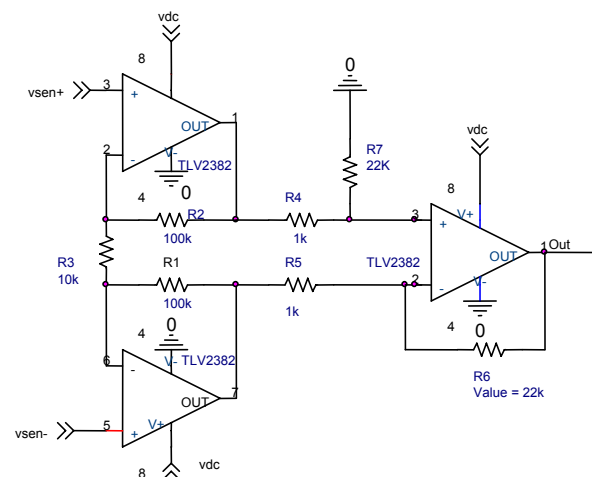 vdc
8
0
vsen+
3
+
1
OUT
V-
2
-
TLV2382
4
0
R2
100k
R4
1k
R7
22K
vdc
8
3
V+
+
1
Out
OUT
TLV2382
2
-
V-
4
0
R3
10k
R1
100k
R5
1k
R6
Value = 22k
4
0
V-
TLV2382
6
-
OUT
7
V+
vsen-
5
+
8
vdc